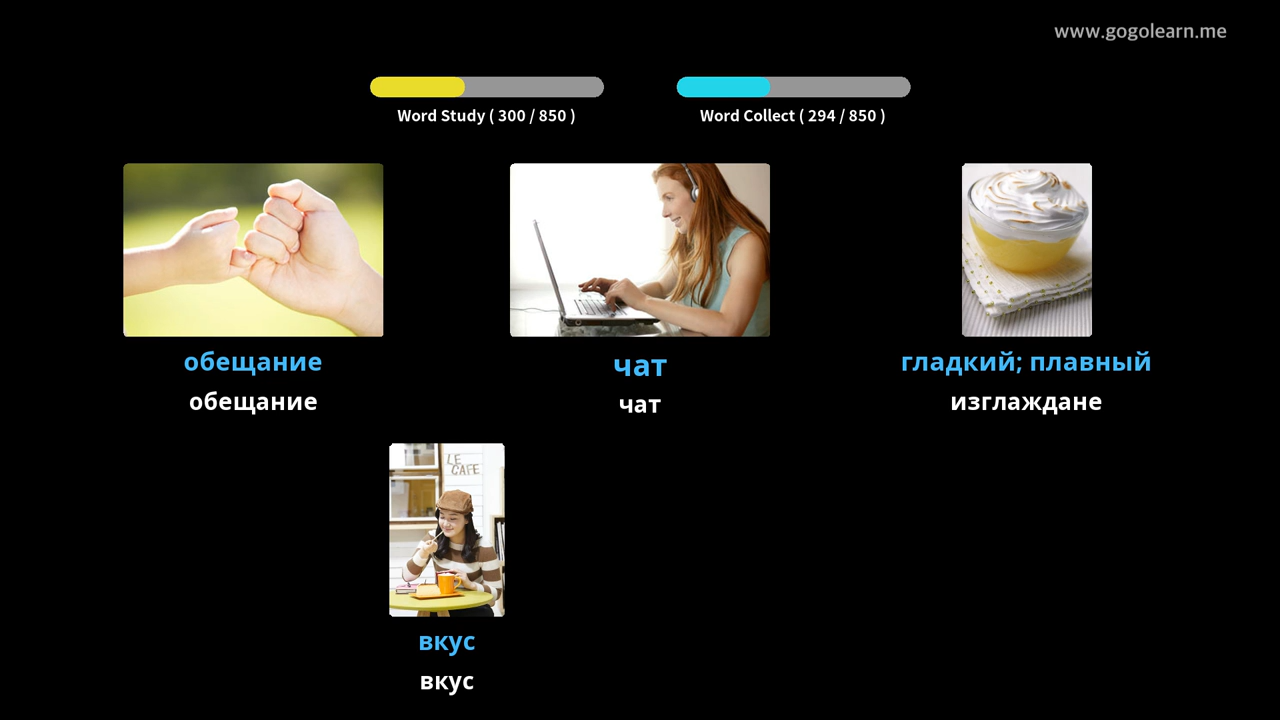 www.gogolearn.me
Word Study ( 300 / 850 )
Word Collect ( 294 / 850 )
обещание
обещание
чат
чат
гладкий; плавный
изглаждане
LE
CAFE
вкус
вкус